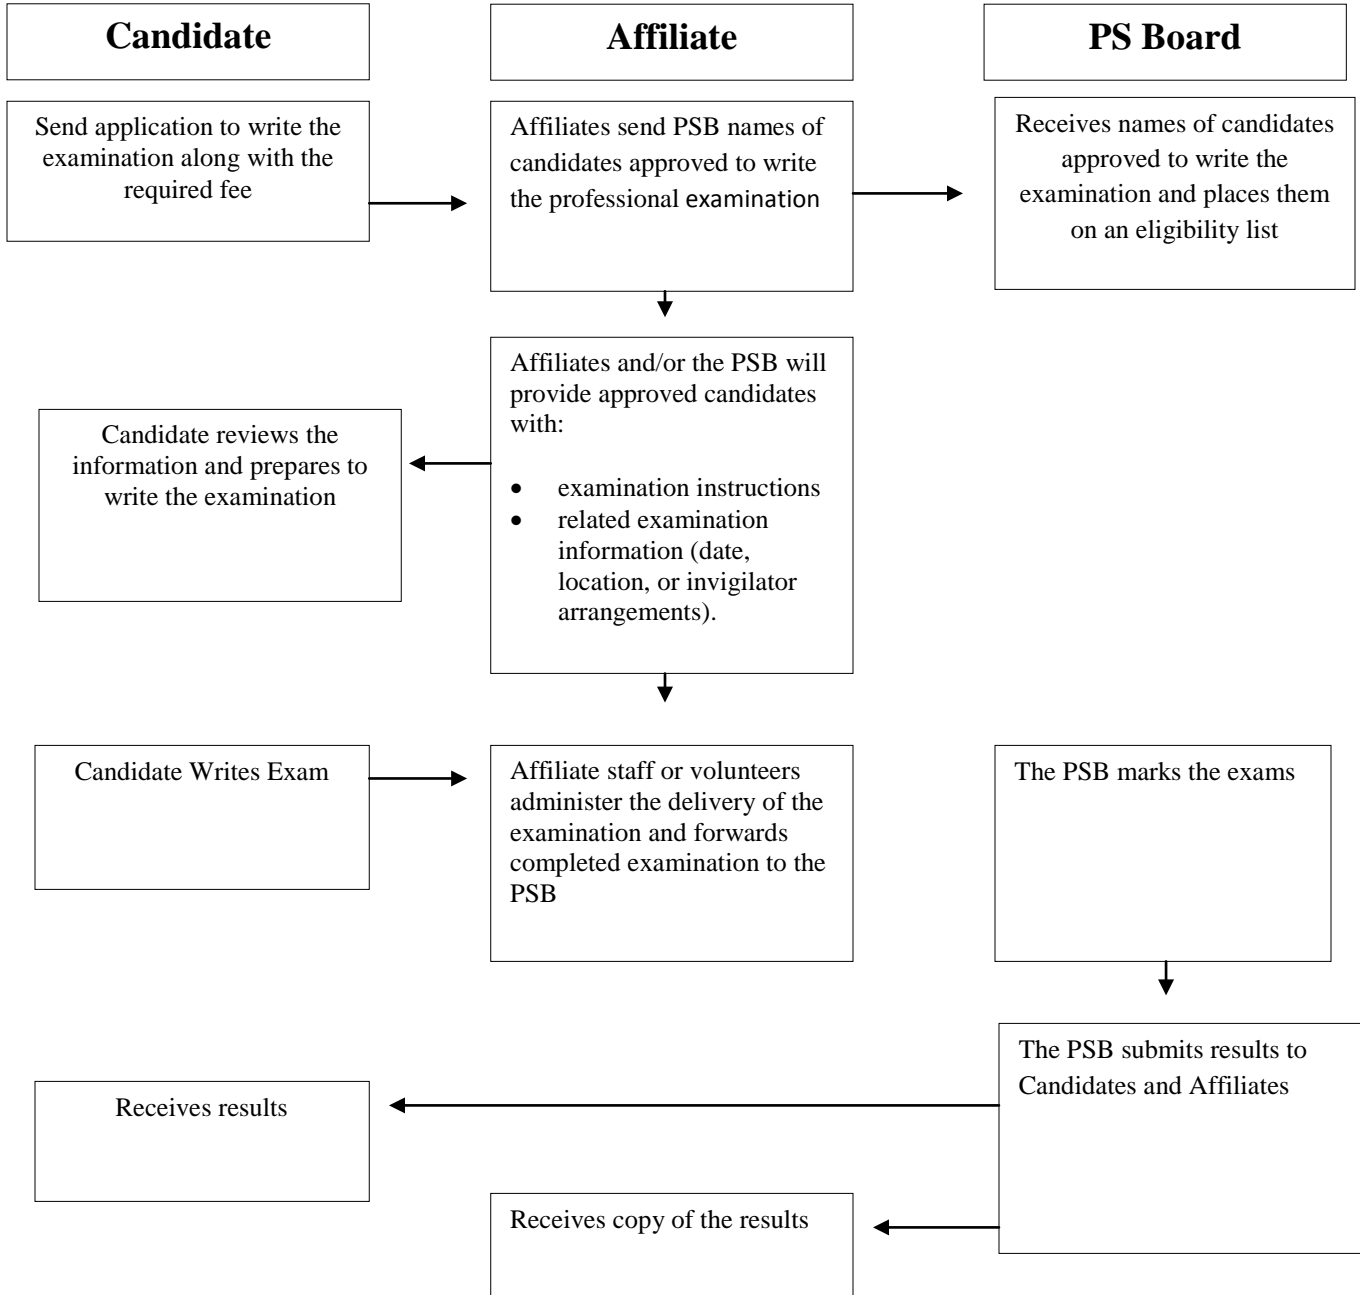 Candidate
Affiliate
PS Board
Send application to write the
examination along with the
required fee
Affiliates send PSB names of
candidates approved to write
the professional examination
Receives names of candidates
approved to write the
examination and places them
on an eligibility list
Affiliates and/or the PSB will
provide approved candidates
with:
• examination instructions
• related examination
information (date,
location, or invigilator
arrangements).
Candidate reviews the
information and prepares to
write the examination
Candidate Writes Exam
Affiliate staff or volunteers
administer the delivery of the
examination and forwards
completed examination to the
PSB
The PSB marks the exams
The PSB submits results to
Candidates and Affiliates
Receives results
Receives copy of the results